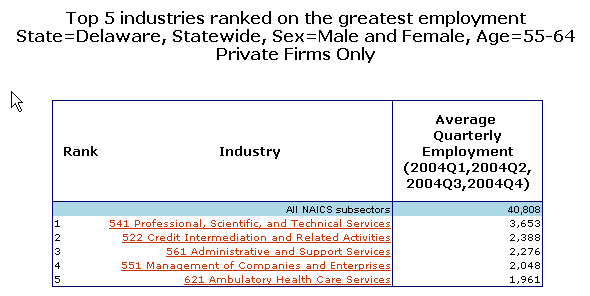 Top 5 industries ranked on the greatest employment
State=Delaware, Statewide, Sex=Male and Female, Age=55-64
Private Firms Only
Rank Industry Average
Quarterly
Employment
(2004Q1,2004Q2,
2004Q3,2004Q4)
All NAICS subsectors 40,808
1 541 Professional, Scientific, and Technical Services 3,653
2 522 Credit Intermediation and Related Activities 2,388
3 561 Administrative and Support Services 2,276
4 551 Management of Companies and Enterprises 2,048
5 621 Ambulatory Health Care Services 1,961